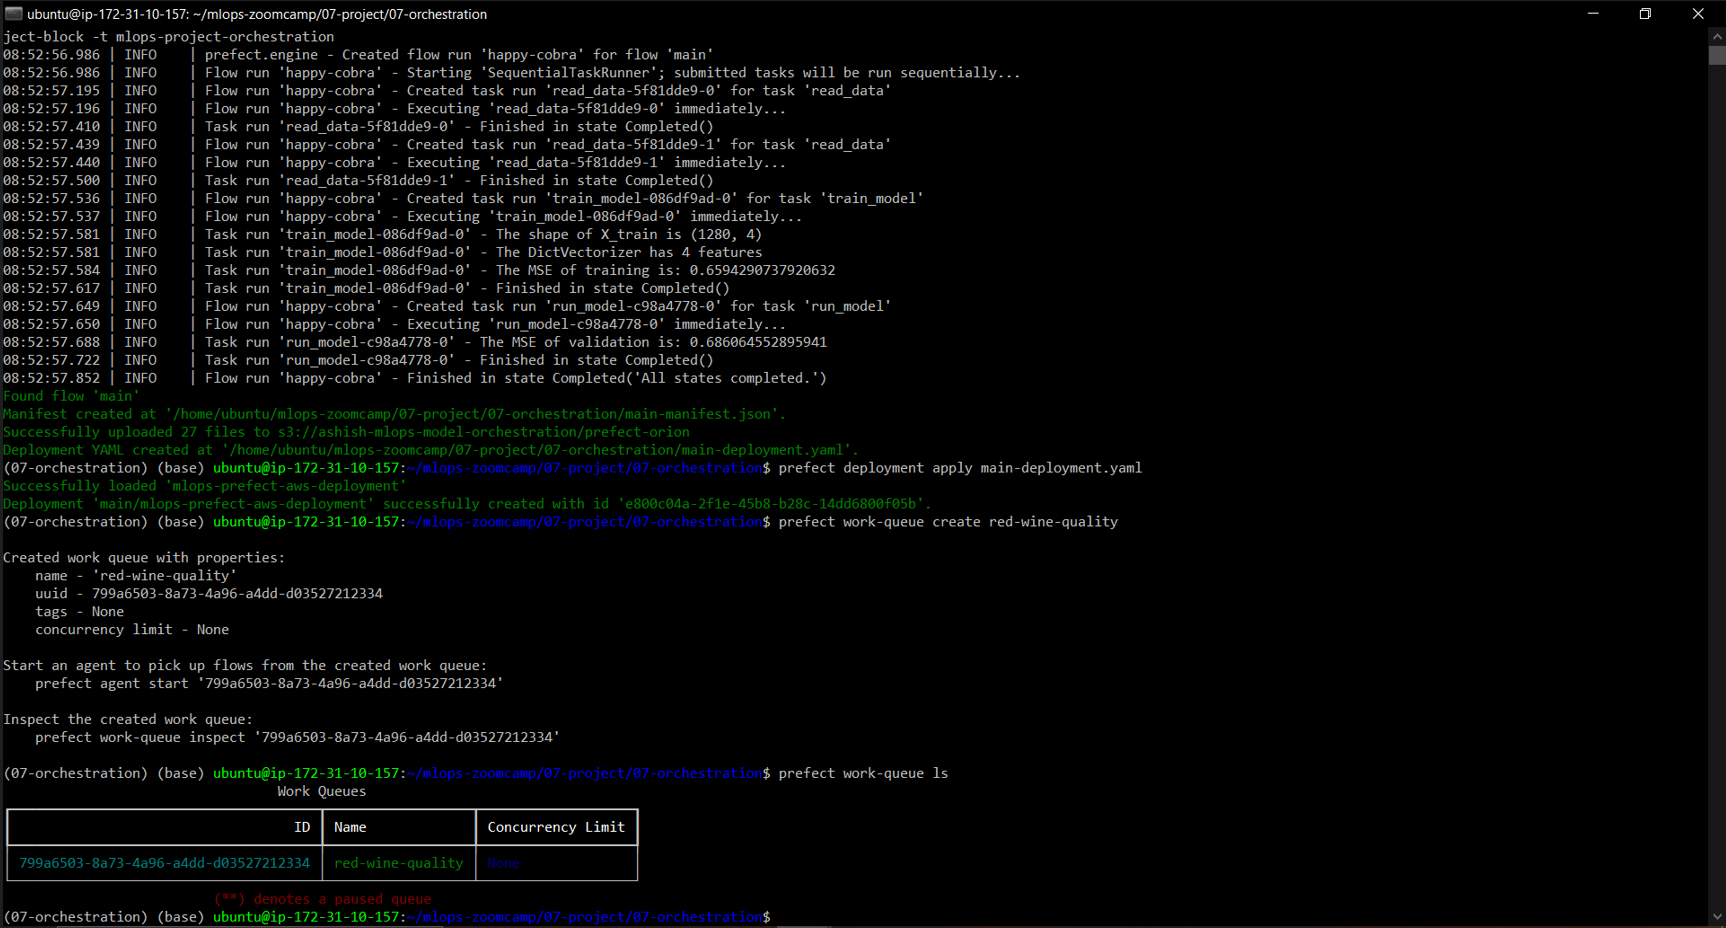 ubuntu@ip-172-31-10-157: ~/mlops-zoomcamp/07-project/07-orchestration
ject-block -t mlops-project-orchestration
08:52:56.986 | INFO    | prefect.engine - Created flow run 'happy-cobra' for flow 'main'
08:52:56.986 | INFO    | Flow run 'happy-cobra' - Starting 'SequentialTaskRunner'; submitted tasks will be run sequentially...
08:52:57.195 | INFO    | Flow run 'happy-cobra' - Created task run 'read_data-5f81dde9-0' for task 'read_data'
08:52:57.196 | INFO    | Flow run 'happy-cobra' - Executing 'read_data-5f81dde9-0' immediately...
08:52:57.410 | INFO    | Task run 'read_data-5f81dde9-0' - Finished in state Completed()
08:52:57.439 | INFO    | Flow run 'happy-cobra' - Created task run 'read_data-5f81dde9-1' for task 'read_data'
08:52:57.440 | INFO    | Flow run 'happy-cobra' - Executing 'read_data-5f81dde9-1' immediately...
08:52:57.500 | INFO    | Task run 'read_data-5f81dde9-1' - Finished in state Completed()
08:52:57.536 | INFO    | Flow run 'happy-cobra' - Created task run 'train_model-086df9ad-0' for task 'train_model'
08:52:57.537 | INFO    | Flow run 'happy-cobra' - Executing 'train_model-086df9ad-0' immediately...
08:52:57.581 | INFO    | Task run 'train_model-086df9ad-0' - The shape of X_train is (1280, 4)
08:52:57.581 | INFO    | Task run 'train_model-086df9ad-0' - The DictVectorizer has 4 features
08:52:57.584 | INFO    | Task run 'train_model-086df9ad-0' - The MSE of training is: 0.6594290737920632
08:52:57.617 | INFO    | Task run 'train_model-086df9ad-0' - Finished in state Completed()
08:52:57.649 | INFO    | Flow run 'happy-cobra' - Created task run 'run_model-c98a4778-0' for task 'run_model'
08:52:57.650 | INFO    | Flow run 'happy-cobra' - Executing 'run_model-c98a4778-0' immediately...
08:52:57.688 | INFO    | Task run 'run_model-c98a4778-0' - The MSE of validation is: 0.686064552895941
08:52:57.722 | INFO    | Task run 'run_model-c98a4778-0' - Finished in state Completed()
08:52:57.852 | INFO    | Flow run 'happy-cobra' - Finished in state Completed('All states completed.')
Found flow 'main'
Manifest created at '/home/ubuntu/mlops-zoomcamp/07-project/07-orchestration/main-manifest.json'.
Successfully uploaded 27 files to s3://ashish-mlops-model-orchestration/prefect-orion
Deployment YAML created at '/home/ubuntu/mlops-zoomcamp/07-project/07-orchestration/main-deployment.yaml'.
(07-orchestration) (base) ubuntu@ip-172-31-10-157:~/mlops-zoomcamp/07-project/07-orchestration$ prefect deployment apply main-deployment.yaml
Successfully loaded 'mlops-prefect-aws-deployment'
Deployment 'main/mlops-prefect-aws-deployment' successfully created with id 'e800c04a-2f1e-45b8-b28c-14dd6800f05b'.
(07-orchestration) (base) ubuntu@ip-172-31-10-157:~/mlops-zoomcamp/07-project/07-orchestration$ prefect work-queue create red-wine-quality
Created work queue with properties:
name - 'red-wine-quality'
uuid - 799a6503-8a73-4a96-a4dd-d03527212334
tags - None
concurrency limit - None
Start an agent to pick up flows from the created work queue:
prefect agent start '799a6503-8a73-4a96-a4dd-d03527212334'
Inspect the created work queue:
prefect work-queue inspect '799a6503-8a73-4a96-a4dd-d03527212334'
(07-orchestration) (base) ubuntu@ip-172-31-10-157:~/mlops-zoomcamp/07-project/07-orchestration$ prefect work-queue ls
Work Queues
ID | Name | Concurrency Limit
799a6503-8a73-4a96-a4dd-d03527212334 | red-wine-quality | None
(**) denotes a paused queue
(07-orchestration) (base) ubuntu@ip-172-31-10-157:~/mlops-zoomcamp/07-project/07-orchestration$